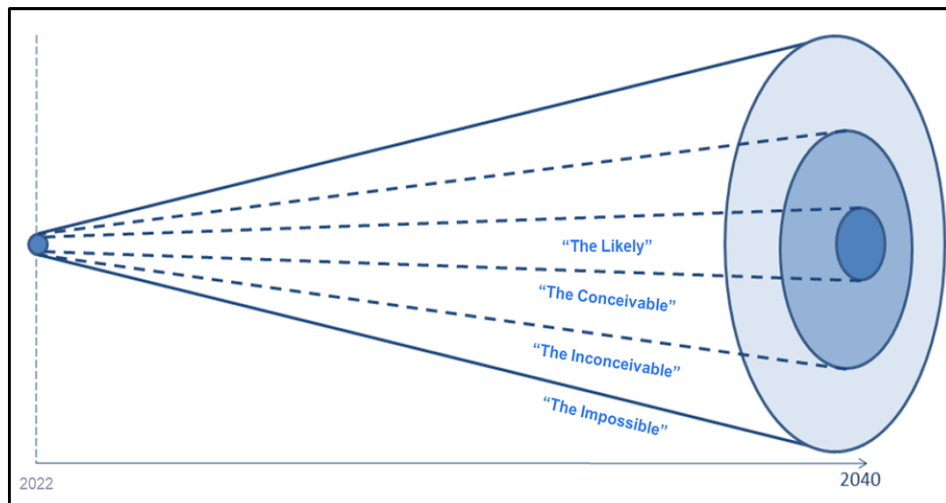 “The Likely”
“The Conceivable”
“The Inconceivable”
“The Impossible”
2022
2040